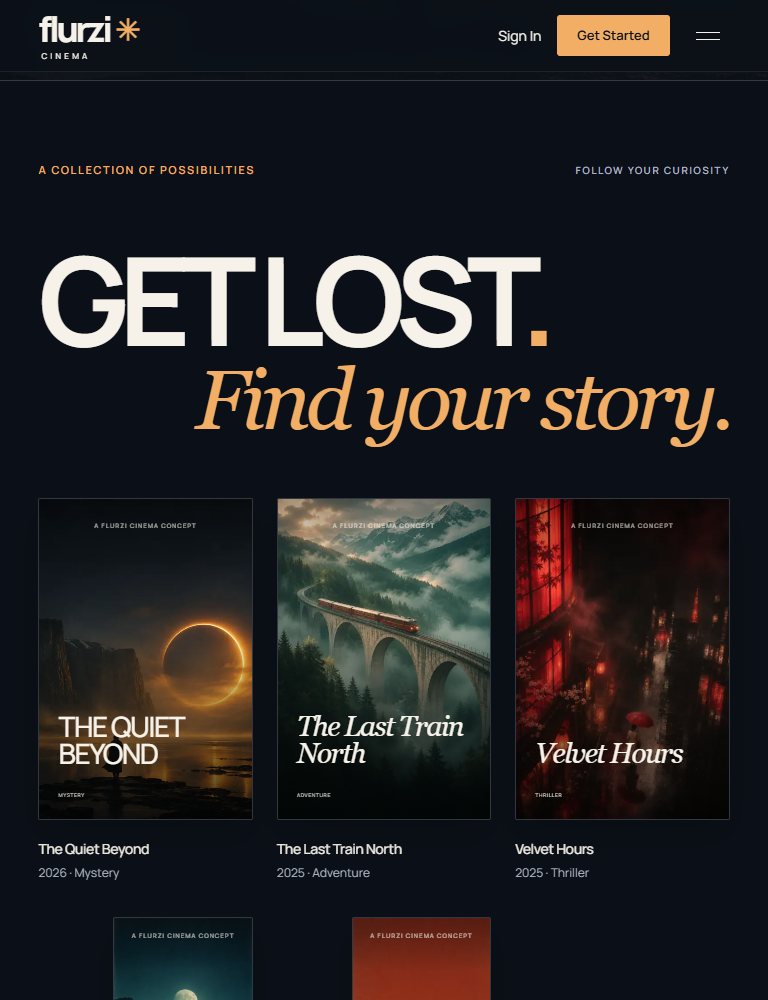 flurzi
CINEMA
Sign In
Get Started
A COLLECTION OF POSSIBILITIES
FOLLOW YOUR CURIOSITY
GET LOST.
Find your story.
A FLURZI CINEMA CONCEPT
THE QUIET
BEYOND
MYSTERY
A FLURZI CINEMA CONCEPT
The Last Train
North
ADVENTURE
A FLURZI CINEMA CONCEPT
Velvet Hours
THRILLER
The Quiet Beyond
2026 · Mystery
The Last Train North
2025 · Adventure
Velvet Hours
2025 · Thriller
A FLURZI CINEMA CONCEPT
A FLURZI CINEMA CONCEPT